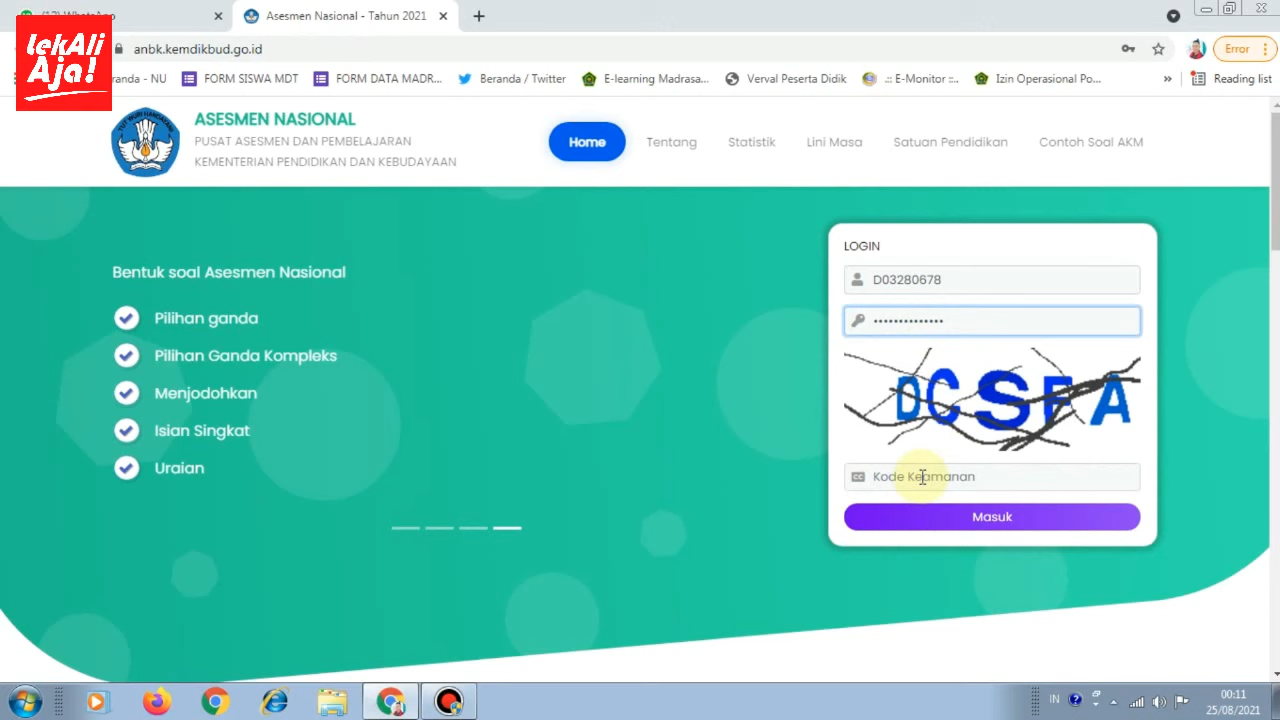 Asesmen Nasional - Tahun 2021
lekAli
Aja!
anbk.kemdikbud.go.id
Error
FORM SISWA MDT
FORM DATA MADR...
Beranda / Twitter
E-learning Madrasa...
Verval Peserta Didik
.:: E-Monitor ::.
Izin Operasional Po...
»
Reading list
ASESMEN NASIONAL
PUSAT ASESMEN DAN PEMBELAJARAN
KEMENTERIAN PENDIDIKAN DAN KEBUDAYAAN
Home
Tentang
Statistik
Lini Masa
Satuan Pendidikan
Contoh Soal AKM
Bentuk soal Asesmen Nasional
Pilihan ganda
Pilihan Ganda Kompleks
Menjodohkan
Isian Singkat
Uraian
LOGIN
D03280678
••••••••••••••
DCSFA
Kode Keamanan
Masuk
IN
00:11
25/08/2021